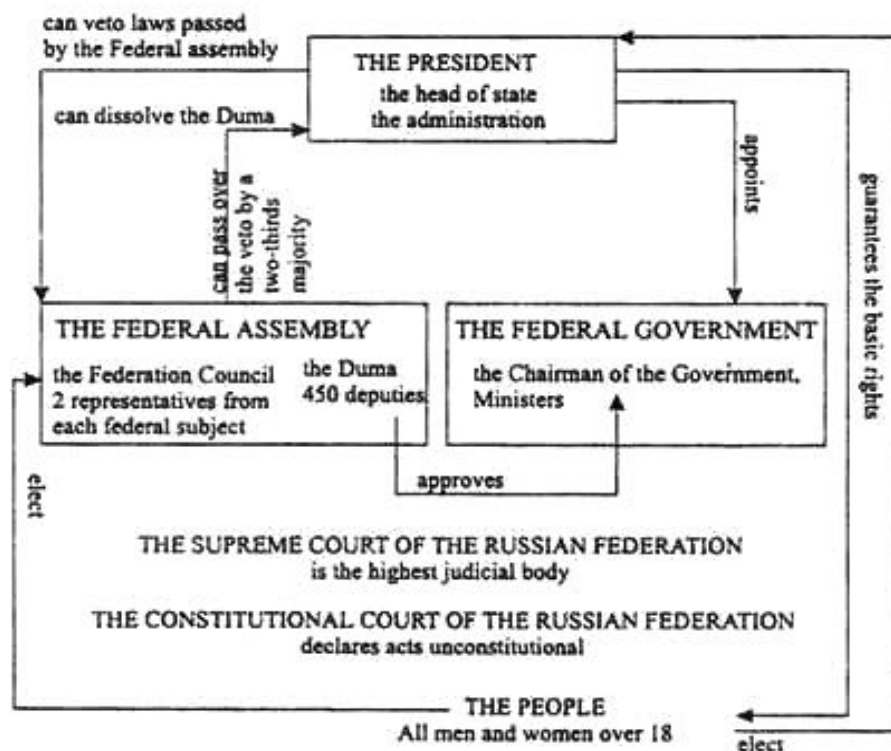 can veto laws passed
by the Federal assembly
THE PRESIDENT
the head of state
the administration
can dissolve the Duma
can pass over
the veto by a
two-thirds
majority
appoints
guarantees the basic rights
THE FEDERAL ASSEMBLY
the Federation Council
2 representatives from
each federal subject
the Duma
450 deputies
THE FEDERAL GOVERNMENT
the Chairman of the Government,
Ministers
elect
approves
THE SUPREME COURT OF THE RUSSIAN FEDERATION
is the highest judicial body
THE CONSTITUTIONAL COURT OF THE RUSSIAN FEDERATION
declares acts unconstitutional
THE PEOPLE
All men and women over 18
elect